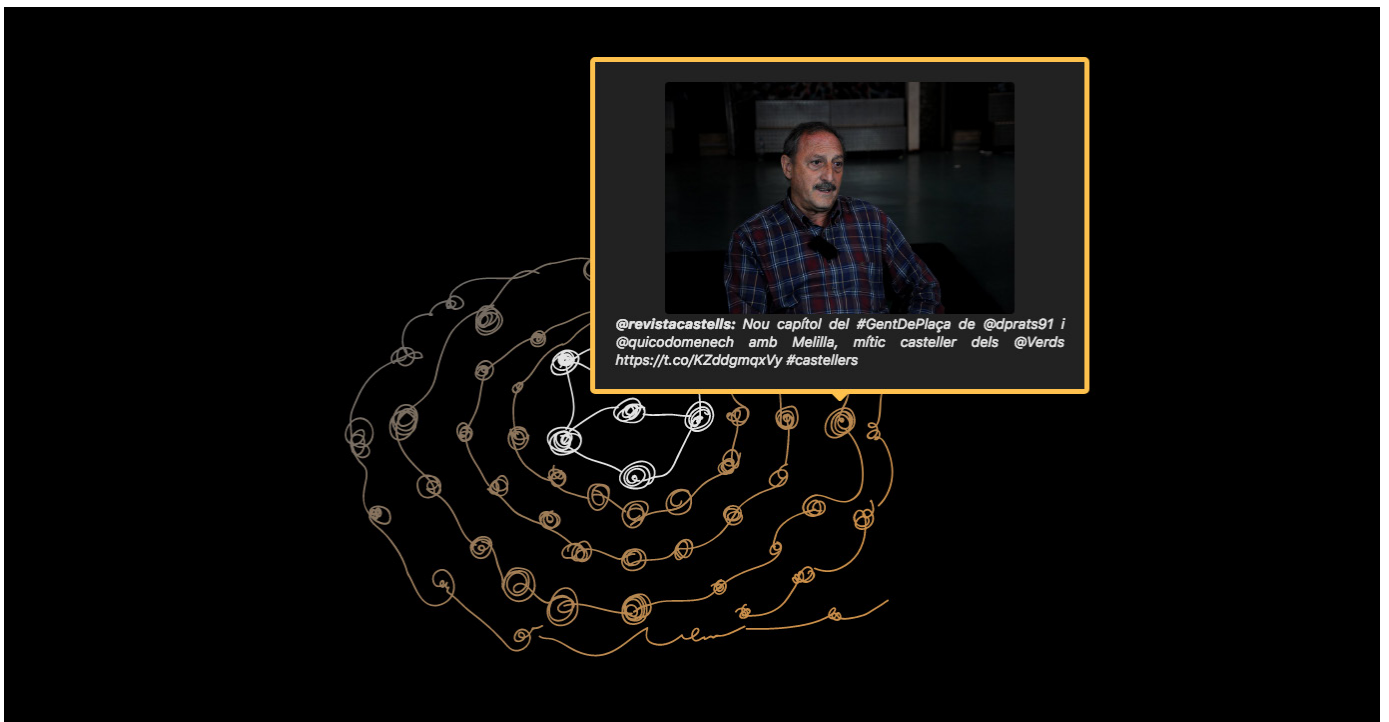 @revistacastells: Nou capítol del #GentDePlaça de @dprats91 i
@quicodomenech amb Melilla, mític casteller dels @Verds
https://t.co/KZddgmqxVy #castellers